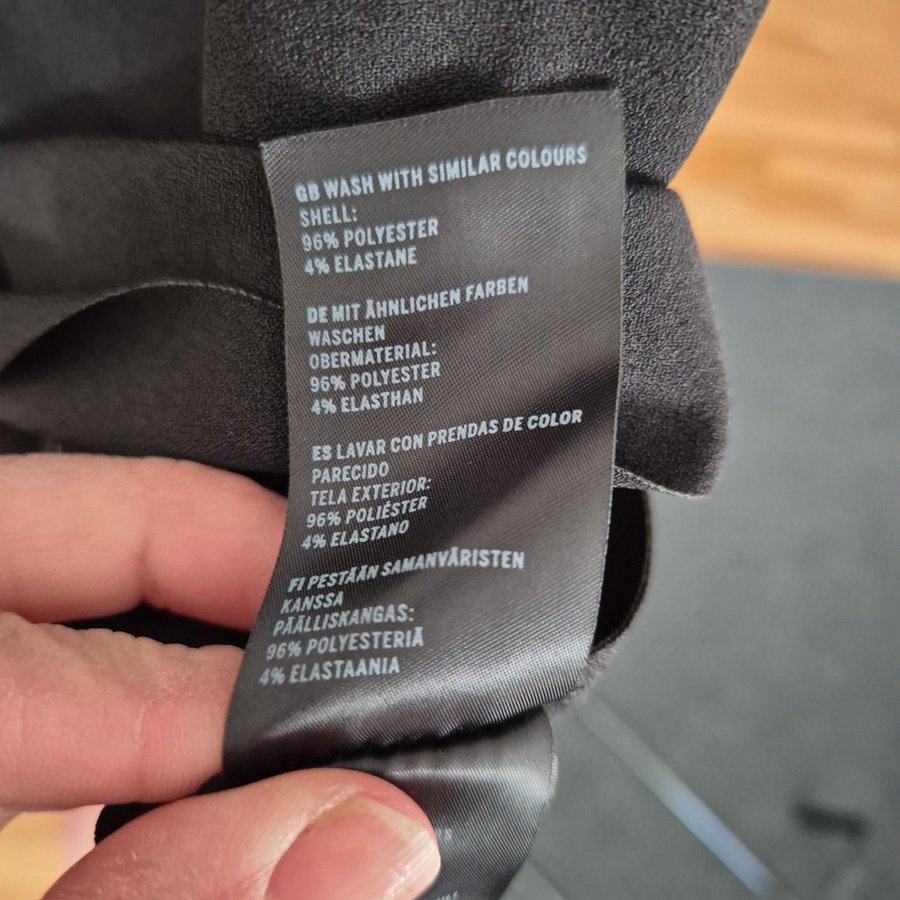 GB WASH WITH SIMILAR COLOURS
SHELL:
96% POLYESTER
4% ELASTANE
DE MIT ÄHNLICHEN FARBEN
WASCHEN
OBERMATERIAL:
96% POLYESTER
4% ELASTHAN
ES LAVAR CON PRENDAS DE COLOR
PARECIDO
TELA EXTERIOR:
96% POLIÉSTER
4% ELASTANO
FI PESTÄÄN SAMANVÄRISTEN
KANSSA
PÄÄLLISKANGAS:
96% POLYESTERIÄ
4% ELASTAANIA